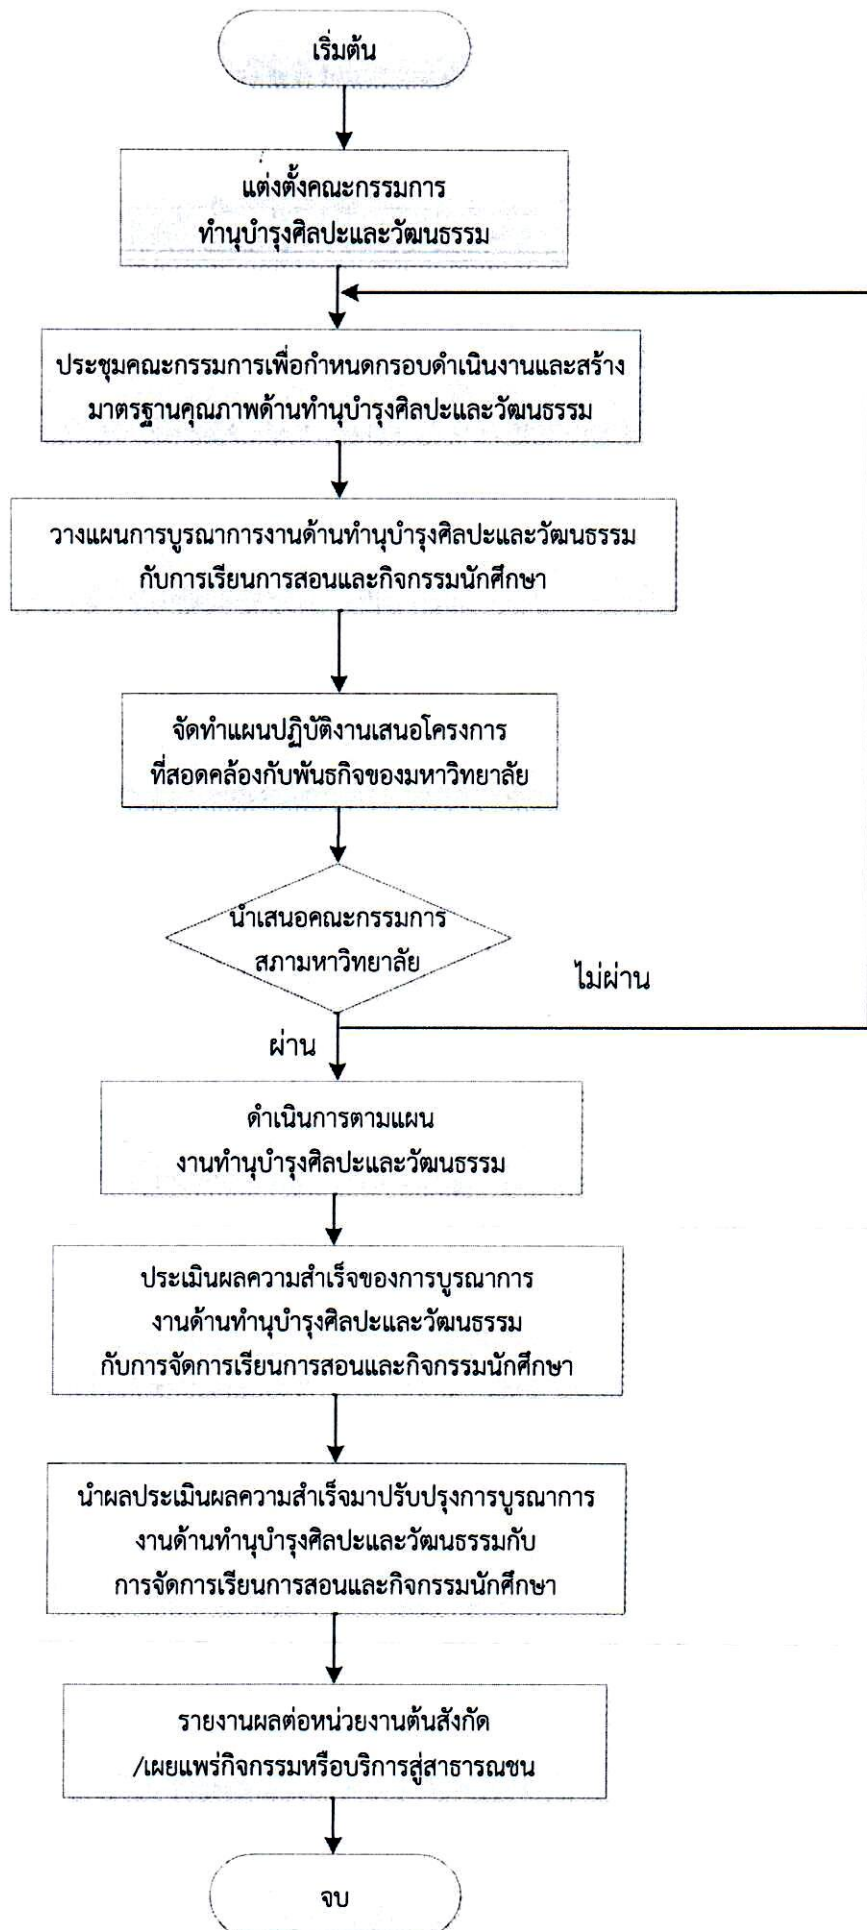 เริ่มต้น
แต่งตั้งคณะกรรมการ
ทำนุบำรุงศิลปะและวัฒนธรรม
ประชุมคณะกรรมการเพื่อกำหนดกรอบดำเนินงานและสร้าง
มาตรฐานคุณภาพด้านทำนุบำรุงศิลปะและวัฒนธรรม
วางแผนการบูรณาการงานด้านทำนุบำรุงศิลปะและวัฒนธรรม
กับการเรียนการสอนและกิจกรรมนักศึกษา
จัดทำแผนปฏิบัติงานเสนอโครงการ
ที่สอดคล้องกับพันธกิจของมหาวิทยาลัย
นำเสนอคณะกรรมการ
สภามหาวิทยาลัย
ไม่ผ่าน
ผ่าน
ดำเนินการตามแผน
งานทำนุบำรุงศิลปะและวัฒนธรรม
ประเมินผลความสำเร็จของการบูรณาการ
งานด้านทำนุบำรุงศิลปะและวัฒนธรรม
กับการจัดการเรียนการสอนและกิจกรรมนักศึกษา
นำผลประเมินผลความสำเร็จมาปรับปรุงการบูรณาการ
งานด้านทำนุบำรุงศิลปะและวัฒนธรรมกับ
การจัดการเรียนการสอนและกิจกรรมนักศึกษา
รายงานผลต่อหน่วยงานต้นสังกัด
/เผยแพร่กิจกรรมหรือบริการสู่สาธารณชน
จบ